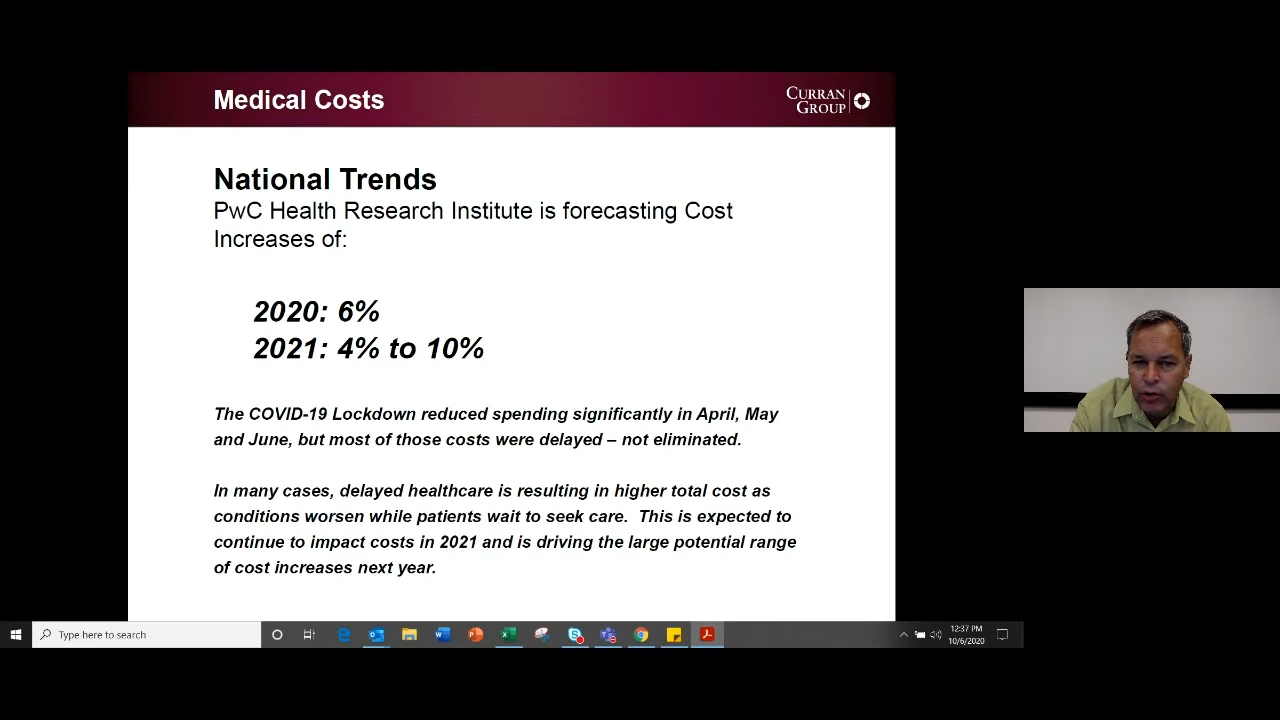 Medical Costs
CURRAN
GROUP
National Trends
PwC Health Research Institute is forecasting Cost
Increases of:
2020: 6%
2021: 4% to 10%
The COVID-19 Lockdown reduced spending significantly in April, May
and June, but most of those costs were delayed – not eliminated.
In many cases, delayed healthcare is resulting in higher total cost as
conditions worsen while patients wait to seek care.  This is expected to
continue to impact costs in 2021 and is driving the large potential range
of cost increases next year.
Type here to search
12:37 PM
10/6/2020